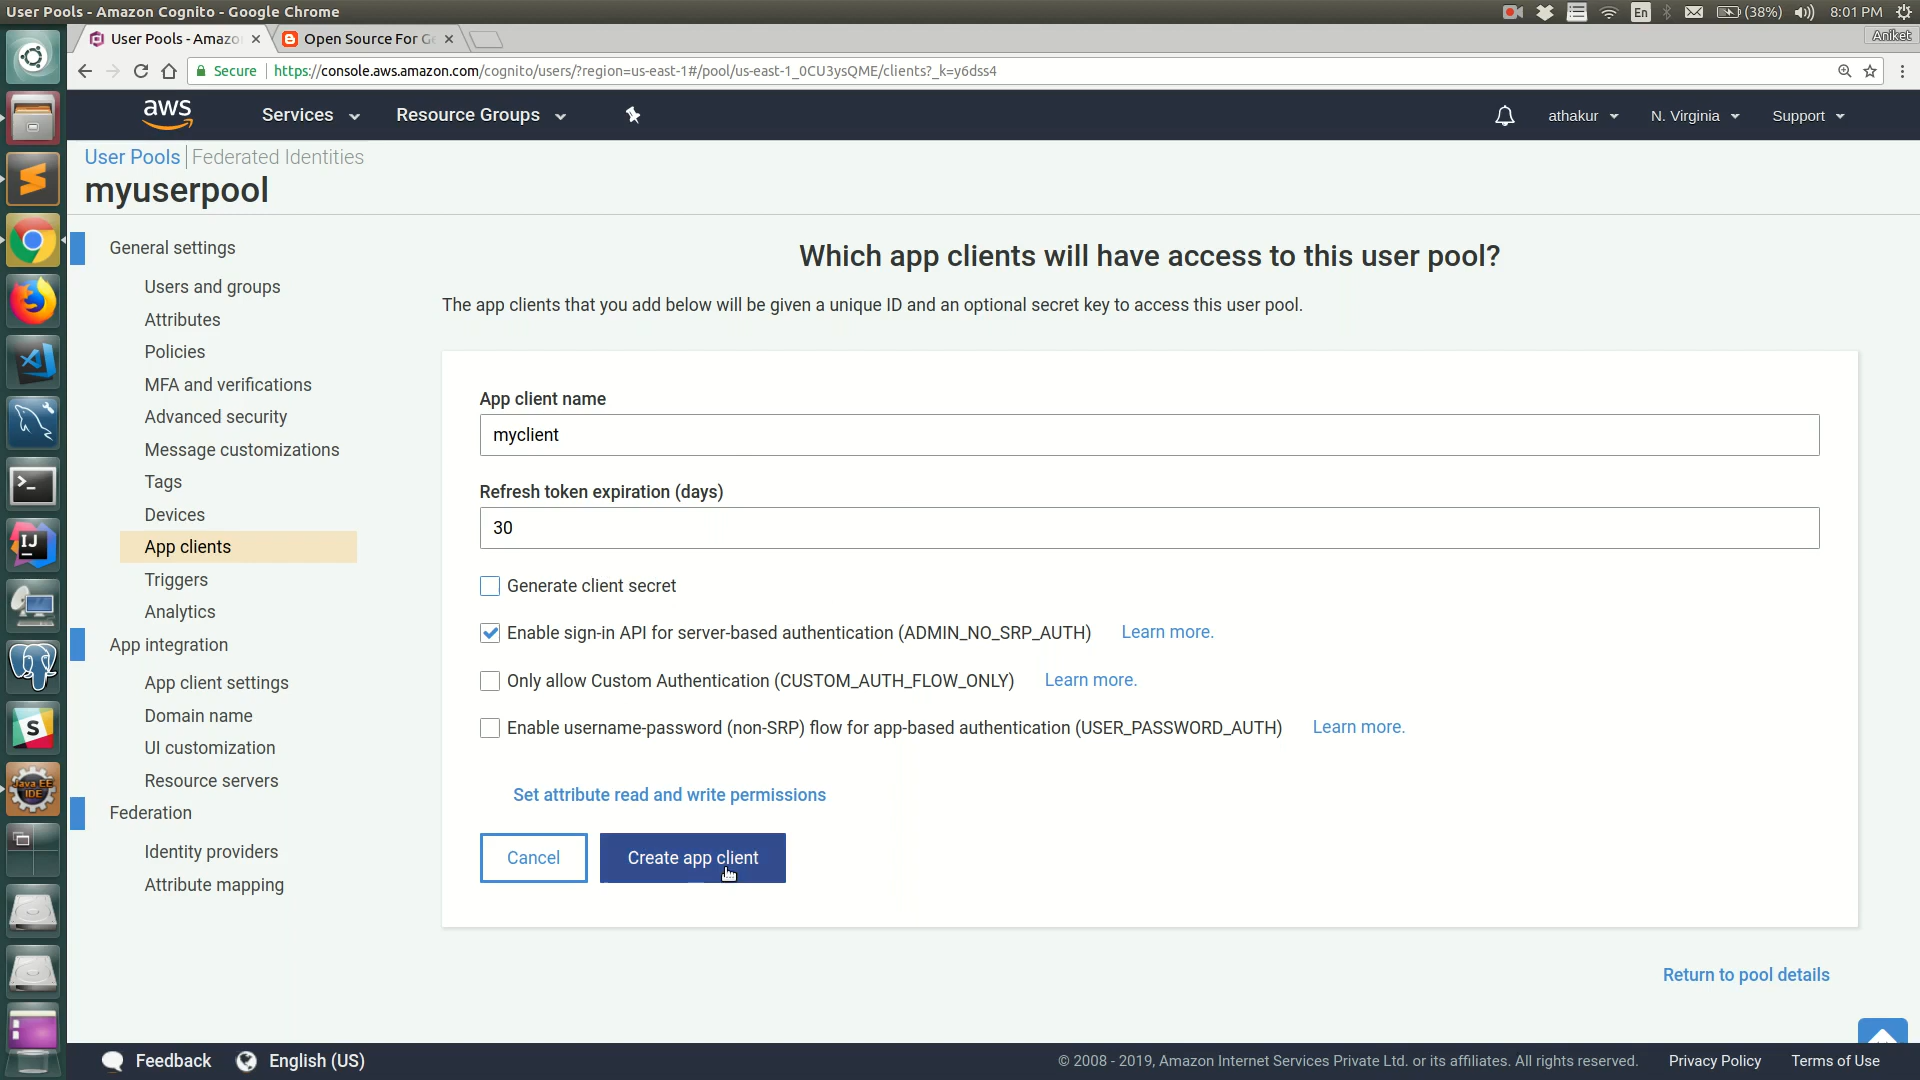 User Pools - Amazon Cognito - Google Chrome
En
(38%)
8:01 PM
User Pools - Amazo
Open Source For G
Aniket
Secure
https://console.aws.amazon.com/cognito/users/?region=us-east-1#/pool/us-east-1_0CU3ysQME/clients?_k=y6dss4
aws
Services
Resource Groups
athakur
N. Virginia
Support
User Pools
Federated Identities
myuserpool
General settings
Users and groups
Attributes
Policies
MFA and verifications
Advanced security
Message customizations
Tags
Devices
App clients
Triggers
Analytics
App integration
App client settings
Domain name
UI customization
Resource servers
Federation
Identity providers
Attribute mapping
Which app clients will have access to this user pool?
The app clients that you add below will be given a unique ID and an optional secret key to access this user pool.
App client name
myclient
Refresh token expiration (days)
30
Generate client secret
Enable sign-in API for server-based authentication (ADMIN_NO_SRP_AUTH) Learn more.
Only allow Custom Authentication (CUSTOM_AUTH_FLOW_ONLY) Learn more.
Enable username-password (non-SRP) flow for app-based authentication (USER_PASSWORD_AUTH) Learn more.
Set attribute read and write permissions
Cancel
Create app client
Return to pool details
IJ
S
Java EE
IDE
Feedback
English (US)
© 2008 - 2019, Amazon Internet Services Private Ltd. or its affiliates. All rights reserved.
Privacy Policy
Terms of Use